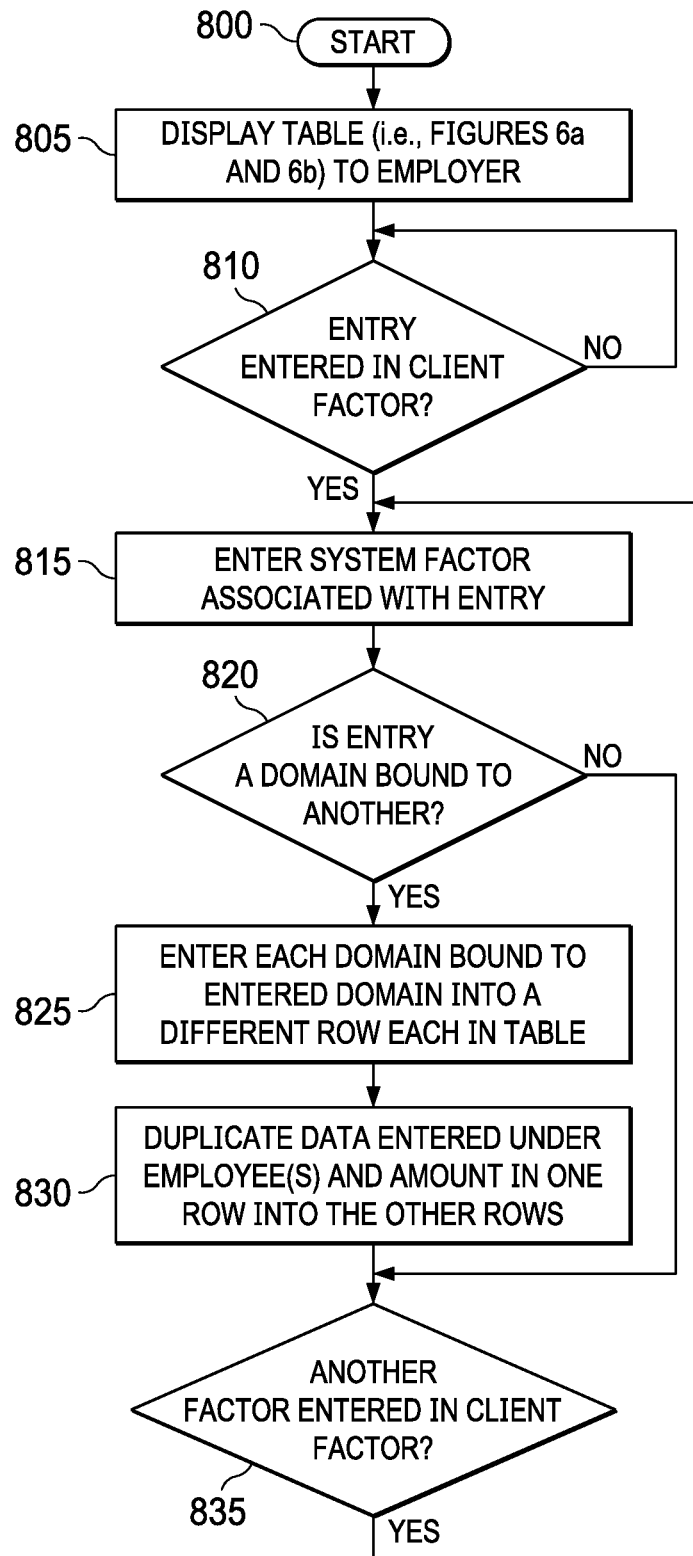 800
START
805
DISPLAY TABLE (i.e., FIGURES 6a
AND 6b) TO EMPLOYER
810
ENTRY
ENTERED IN CLIENT
FACTOR?
NO
YES
815
ENTER SYSTEM FACTOR
ASSOCIATED WITH ENTRY
820
IS ENTRY
A DOMAIN BOUND TO
ANOTHER?
NO
YES
825
ENTER EACH DOMAIN BOUND TO
ENTERED DOMAIN INTO A
DIFFERENT ROW EACH IN TABLE
830
DUPLICATE DATA ENTERED UNDER
EMPLOYEE(S) AND AMOUNT IN ONE
ROW INTO THE OTHER ROWS
ANOTHER
FACTOR ENTERED IN CLIENT
FACTOR?
835
YES